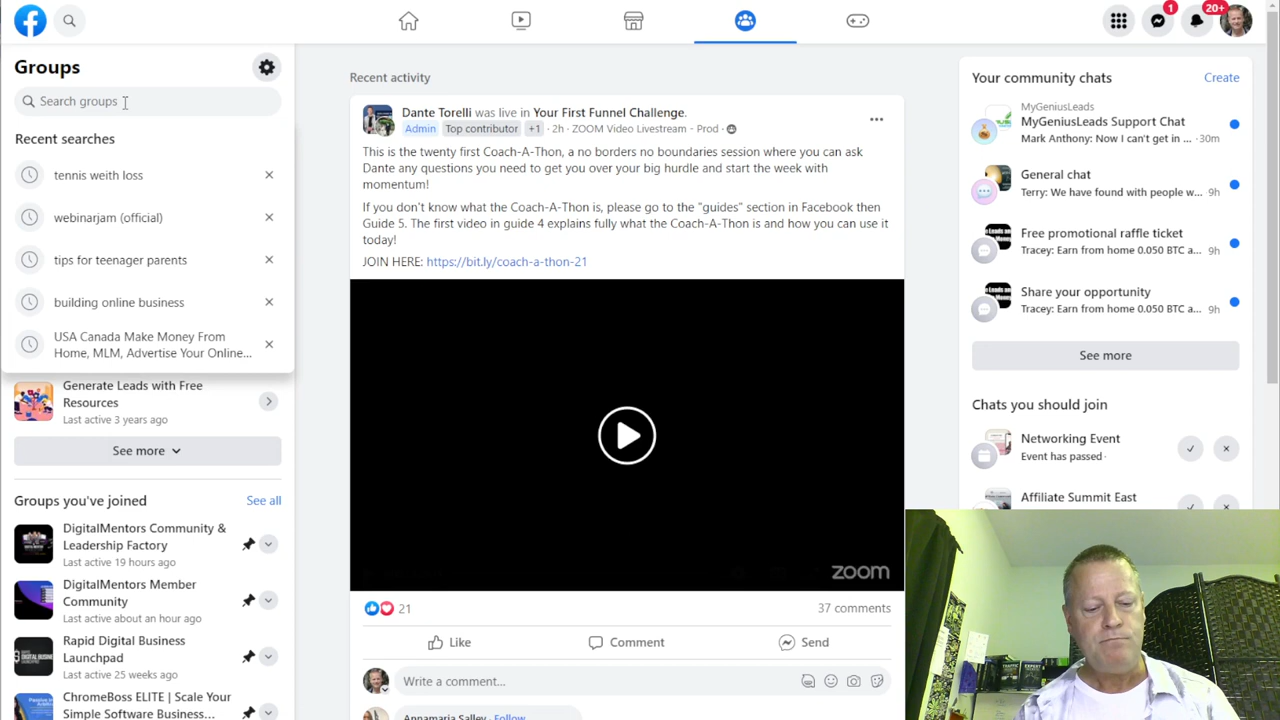 1
20+
Groups
Search groups
Recent searches
tennis weith loss
webinarjam (official)
tips for teenager parents
building online business
USA Canada Make Money From
Home, MLM, Advertise Your Online...
Generate Leads with Free
Resources
Last active 3 years ago
See more
Groups you've joined
See all
DigitalMentors Community &
Leadership Factory
Last active 19 hours ago
DigitalMentors Member
Community
Last active about an hour ago
Rapid Digital Business
Launchpad
Last active 25 weeks ago
ChromeBoss ELITE | Scale Your
Simple Software Business...
Recent activity
Dante Torelli was live in Your First Funnel Challenge.
Admin Top contributor +1 · 2h · ZOOM Video Livestream - Prod ·
This is the twenty first Coach-A-Thon, a no borders no boundaries session where you can ask
Dante any questions you need to get you over your big hurdle and start the week with
momentum!
If you don't know what the Coach-A-Thon is, please go to the "guides" section in Facebook then
Guide 5. The first video in guide 4 explains fully what the Coach-A-Thon is and how you can use it
today!
JOIN HERE: https://bit.ly/coach-a-thon-21
zoom
21
37 comments
Like
Comment
Send
Write a comment...
Annamaria Salley · Follow
Your community chats
Create
MyGeniusLeads
MyGeniusLeads Support Chat
Mark Anthony: Now I can't get in ... · 30m
General chat
Terry: We have found with people w... · 9h
Free promotional raffle ticket
Tracey: Earn from home 0.050 BTC a... · 9h
Share your opportunity
Tracey: Earn from home 0.050 BTC a... · 9h
See more
Chats you should join
Networking Event
Event has passed ·
Affiliate Summit East